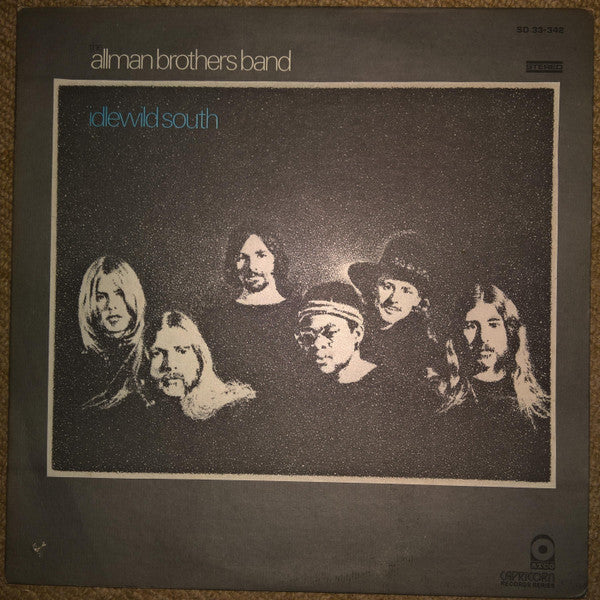 the
allman brothers band
SD 33-342
STEREO
idlewild south
ATCO
CAPRICORN
RECORDS SERIES